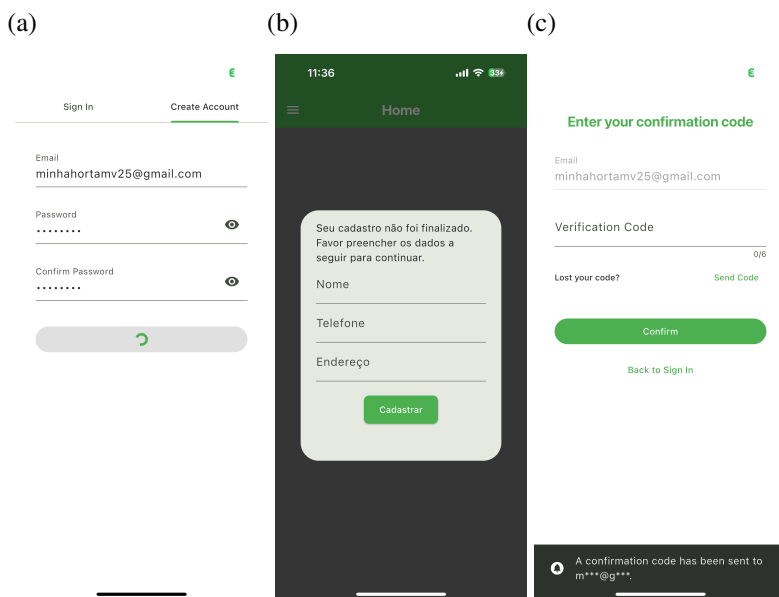 (a)
Sign In
Create Account
Email
minhahortamv25@gmail.com
Password
........
Confirm Password
........
(b)
11:36
33
Home
Seu cadastro não foi finalizado.
Favor preencher os dados a
seguir para continuar.
Nome
Telefone
Endereço
Cadastrar
(c)
Enter your confirmation code
Email
minhahortamv25@gmail.com
Verification Code
0/6
Lost your code?
Send Code
Confirm
Back to Sign In
A confirmation code has been sent to
m***@g***.